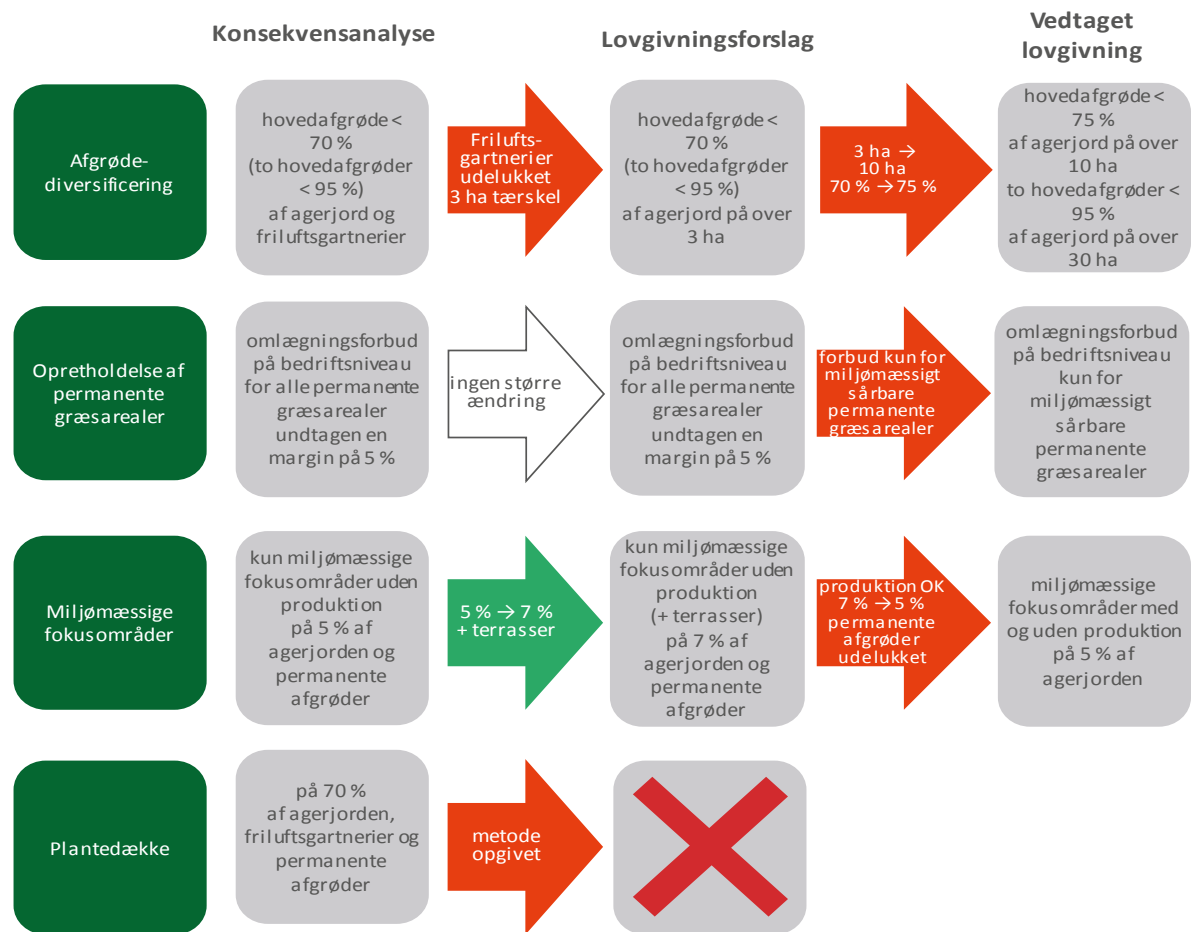 Konsekvensanalyse
Lovgivningsforslag
Vedtaget
lovgivning
Afgrøde-
diversificering
hovedafgrøde <
70 %
(to hovedafgrøder
< 95 %)
af agerjord og
friluftsgartnerier
Frilufts-
gartnerier
udelukket
3 ha tærskel
hovedafgrøde <
70 %
(to hovedafgrøder
< 95 %)
af agerjord på over
3 ha
3 ha →
10 ha
70 % → 75 %
hovedafgrøde <
75 %
af agerjord på over
10 ha
to hovedafgrøder <
95 %
af agerjord på over
30 ha
Opretholdelse af
permanente
græsarealer
omlægningsforbud
på bedriftsniveau
for alle permanente
græsarealer
undtagen en
margin på 5 %
ingen større
ændring
omlægningsforbud
på bedriftsniveau
for alle permanente
græsarealer
undtagen en
margin på 5 %
forbud kun for
miljømæssigt
sårbare
permanente
græsarealer
omlægningsforbud
på bedriftsniveau
kun for
miljømæssigt
sårbare
permanente
græsarealer
Miljømæssige
fokusområder
kun miljømæssige
fokusområder uden
produktion
på 5 % af
agerjorden og
permanente
afgrøder
5 % → 7 %
+ terrasser
kun miljømæssige
fokusområder uden
produktion
(+ terrasser)
på 7 % af
agerjorden og
permanente
afgrøder
produktion OK
7 % → 5 %
permanente
afgrøder
udelukket
miljømæssige
fokusområder med
og uden produktion
på 5 % af
agerjorden
Plantedække
på 70 %
af agerjorden,
friluftsgartnerier og
permanente
afgrøder
metode
opgivet